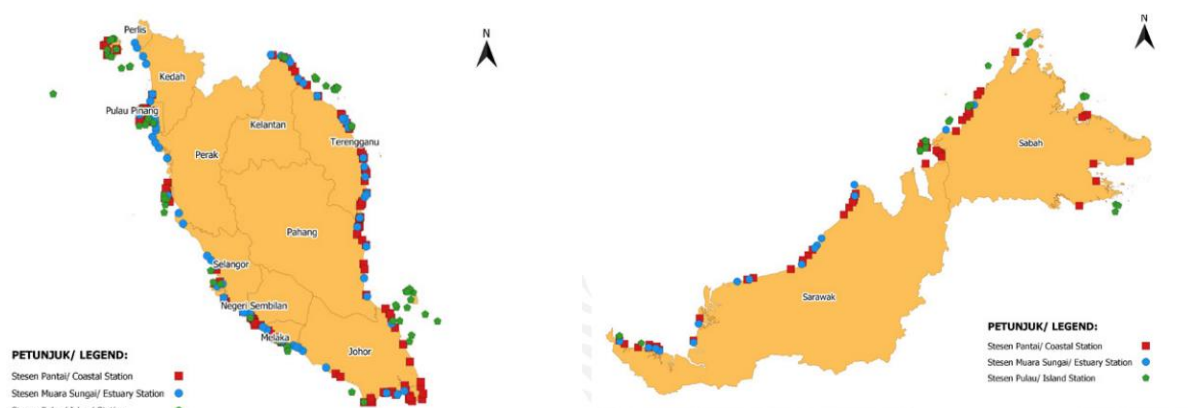 N
Perlis
Kedah
Pulau Pinang
Kelantan
Terengganu
Perak
Pahang
Selangor
Negeri Sembilan
Melaka
Johor
PETUNJUK/ LEGEND:
Stesen Pantai/ Coastal Station
Stesen Muara Sungai/ Estuary Station
N
Sabah
Sarawak
PETUNJUK/ LEGEND:
Stesen Pantai/ Coastal Station
Stesen Muara Sungai/ Estuary Station
Stesen Pulau/ Island Station